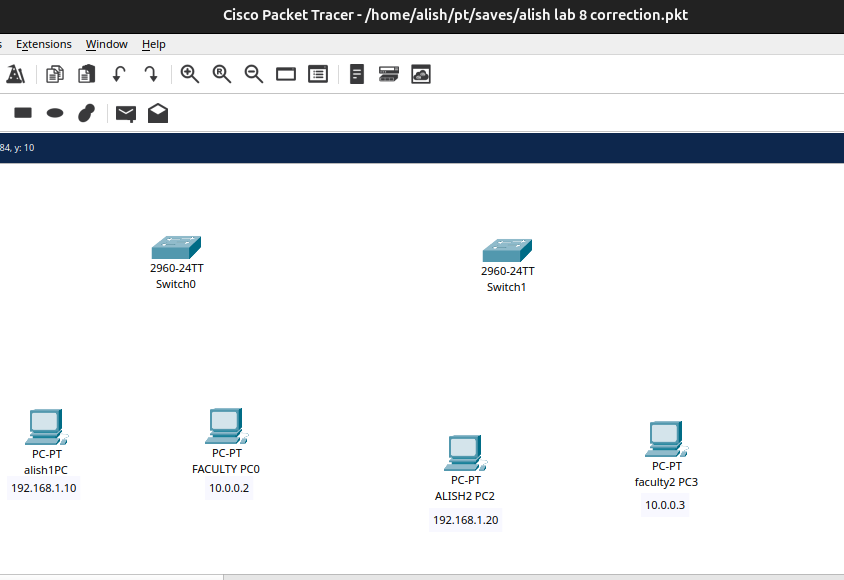 Cisco Packet Tracer - /home/alish/pt/saves/alish lab 8 correction.pkt
s Extensions Window Help
84, y: 10
2960-24TT
Switch0
2960-24TT
Switch1
PC-PT
alish1PC
192.168.1.10
PC-PT
FACULTY PC0
10.0.0.2
PC-PT
ALISH2 PC2
192.168.1.20
PC-PT
faculty2 PC3
10.0.0.3